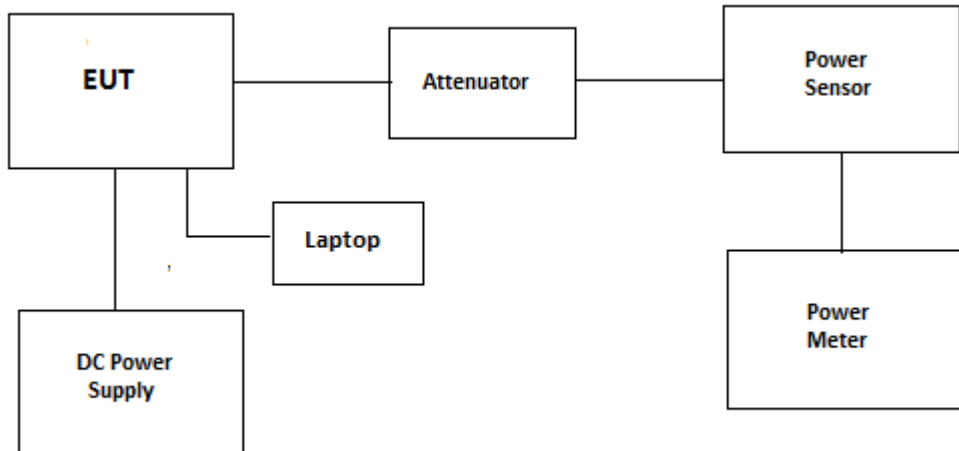 EUT
Attenuator
Power
Sensor
Laptop
Power
Meter
DC Power
Supply